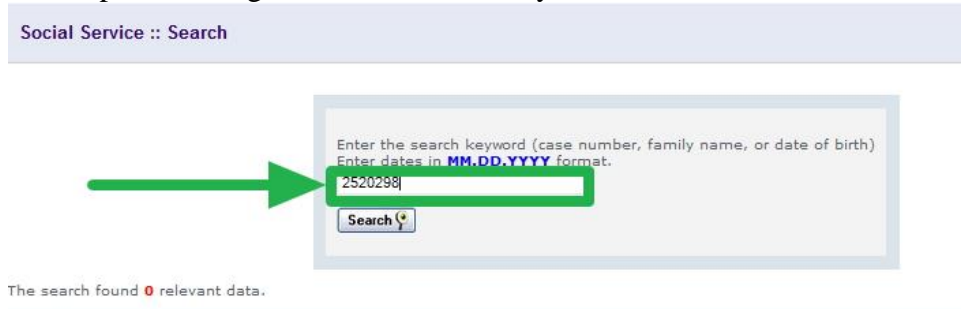 Social Service :: Search
Enter the search keyword (case number, family name, or date of birth)
Enter dates in MM.DD.YYYY format.
2520298
Search
The search found 0 relevant data.